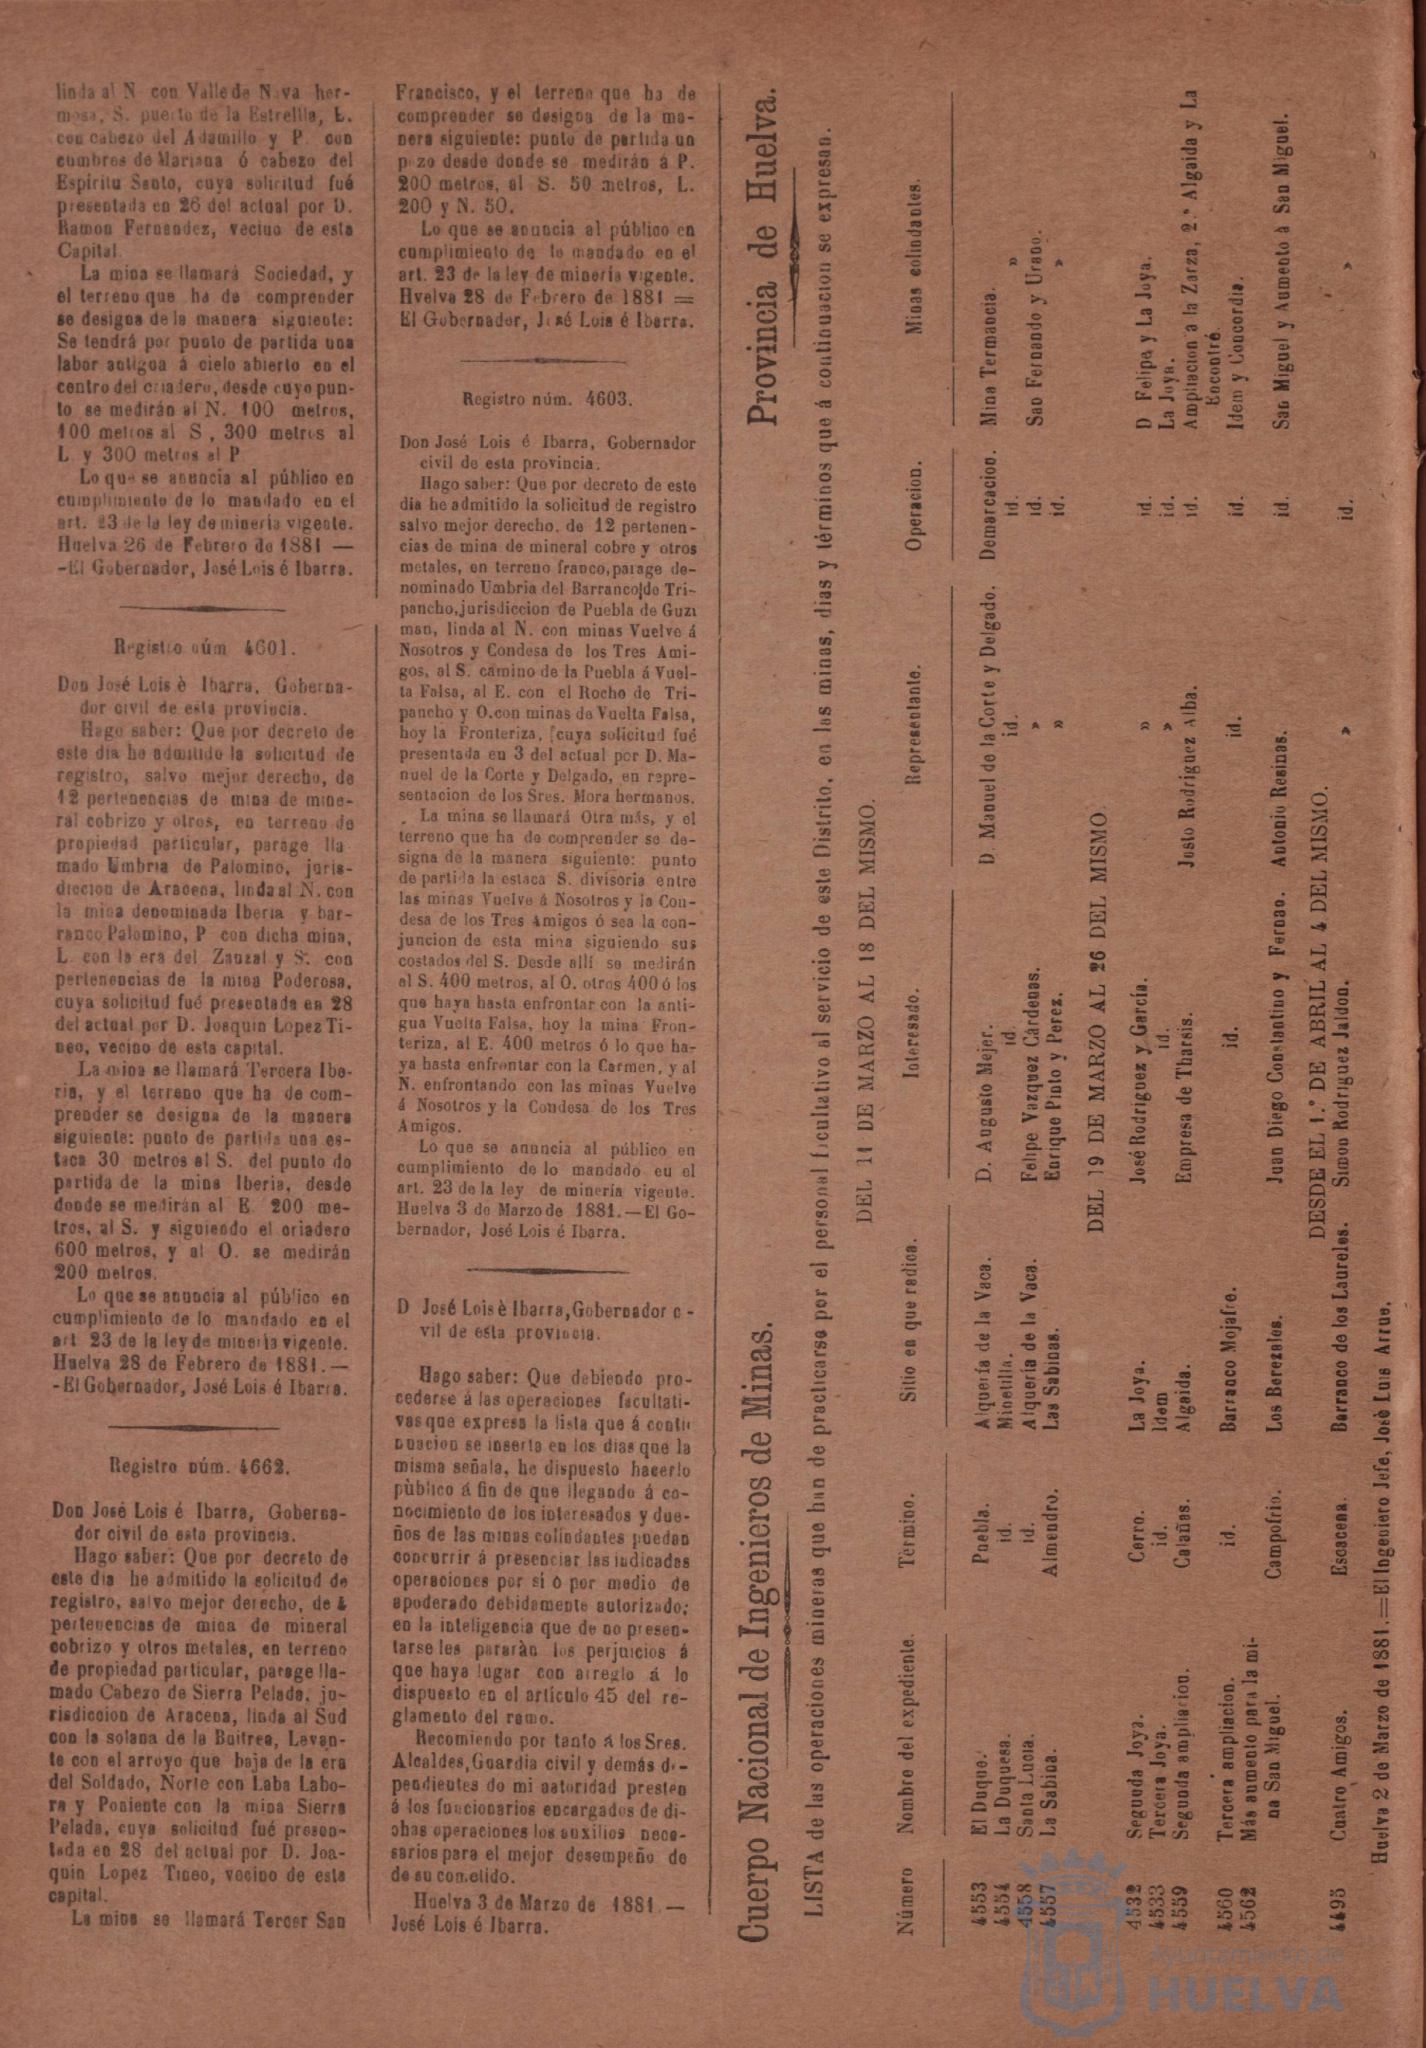 linda al N con Valle de Nava her-
mosa, S. puerto de la Estrella, L.
con cabezo del Adamillo y P. con
cumbres de Mariana ó cabezo del
Espiritu Santo, cuya solicitud fué
presentada en 26 del actual por D.
Ramon Fernandez, vecino de esta
Capital.
La mina se llamará Sociedad, y
el terreno que ha de comprender
se designa de la manera siguiente:
Se tendrá por punto de partida una
labor antigua á cielo abierto en el
centro del criadero, desde cuyo pun-
to se medirán al N. 100 metros,
100 metros al S, 300 metros al
L. y 300 metros al P
Lo que se anuncia al público en
cumplimiento de lo mandado en el
art. 23 de la ley de minería vigente.
Huelva 26 de Febrero de 1881 —
-El Gobernador, José Lois é Ibarra.
Registro núm 4601.
Don José Lois è Ibarra, Goberna-
dor civil de esta provincia.
Hago saber: Que por decreto de
este dia he admitido la solicitud de
registro, salvo mejor derecho, de
12 pertenencias de mina de mine-
ral cobrizo y otros, en terreno de
propiedad particular, parage lla
mado Umbria de Palomino, juris-
diccion de Aracena, linda al N. con
la mina denominada Iberia y bar-
ranco Palomino, P con dicha mina,
L. con la era del Zauzal y S. con
pertenencias de la mina Poderosa,
cuya solicitud fué presentada en 28
del actual por D. Joaquin Lopez Ti-
neo, vecino de esta capital.
La mina se llamará Tercera Ibe-
ria, y el terreno que ha de com-
prender se designa de la manera
siguiente: punto de partida una es-
taca 30 metros al S. del punto de
partida de la mina Iberia, desde
donde se medirán al E 200 me-
tros, al S. y siguiendo el criadero
600 metros, y al O. se medirán
200 metros.
Lo que se anuncia al público en
cumplimiento de lo mandado en el
art 23 de la ley de minería vigente.
Huelva 28 de Febrero de 1881.—
-El Gobernador, José Lois é Ibarra.
Registro núm. 4662.
Don José Lois é Ibarra, Goberna-
dor civil de esta provincia.
Hago saber: Que por decreto de
este dia he admitido la solicitud de
registro, salvo mejor derecho, de 4
pertenencias de mina de mineral
cobrizo y otros metales, en terreno
de propiedad particular, parage lla-
mado Cabezo de Sierra Pelada, ju-
risdiccion de Aracena, linda al Sud
con la solana de la Buitrea, Levan-
te con el arroyo que baja de la era
del Soldado, Norte con Laba Labo-
ra y Poniente con la mina Sierra
Pelada, cuya solicitud fué presen-
tada en 28 del actual por D. Joa-
quin Lopez Tineo, vecino de esta
capital.
La mina se llamará Tercer San
Francisco, y el terreno que ha de
comprender se designa de la ma-
nera siguiente: punto de partida un
pozo desde donde se medirán á P.
200 metros, al S. 50 metros, L.
200 y N. 50.
Lo que se anuncia al público en
cumplimiento de lo mandado en el
art. 23 de la ley de minería vigente.
Hvelva 28 de Febrero de 1881 =
El Gobernador, José Lois é Ibarra.
Registro núm. 4603.
Don José Lois é Ibarra, Gobernador
civil de esta provincia.
Hago saber: Que por decreto de este
dia he admitido la solicitud de registro
salvo mejor derecho, de 12 pertenen-
cias de mina de mineral cobre y otros
metales, en terreno franco, parage de-
nominado Umbria del Barranco de Tri-
pancho, jurisdiccion de Puebla de Guz
man, linda al N. con minas Vuelve á
Nosotros y Condesa de los Tres Ami-
gos, al S. camino de la Puebla á Vuel-
ta Falsa, al E. con el Rocho de Tri-
pancho y O. con minas de Vuelta Falsa,
hoy la Fronteriza, cuya solicitud fué
presentada en 3 del actual por D. Ma-
nuel de la Corte y Delgado, en repre-
sentacion de los Sres. Mora hermanos.
La mina se llamará Otra más, y el
terreno que ha de comprender se de-
signa de la manera siguiente: punto
de partida la estaca S. divisoria entre
las minas Vuelve á Nosotros y la Con-
desa de los Tres Amigos ó sea la con-
juncion de esta mina siguiendo sus
costados del S. Desde allí se medirán
al S. 400 metros, al O. otros 400 ó los
que haya hasta enfrontar con la anti-
gua Vuelta Falsa, hoy la mina Fron-
teriza, al E. 400 metros ó lo que ha-
ya hasta enfrontar con la Carmen, y al
N. enfrontando con las minas Vuelve
á Nosotros y la Condesa de los Tres
Amigos.
Lo que se anuncia al público en
cumplimiento de lo mandado eu el
art. 23 de la ley de minería vigente.
Huelva 3 de Marzo de 1881.—El Go-
bernador, José Lois é Ibarra.
D José Lois è Ibarra, Gobernador ci-
vil de esta provincia.
Hago saber: Que debiendo pro-
cederse á las operaciones facultati-
vas que expresa la lista que á conti
nuacion se inserta en los dias que la
misma señala, he dispuesto hacerlo
público á fin de que llegando á co-
nocimiento de los interesados y due-
ños de las minas colindantes puedan
concurrir á presenciar las indicadas
operaciones por sí ó por medio de
apoderado debidamente autorizado;
en la inteligencia que de no presen-
tarse les pararàn los perjuicios á
que haya lugar con arreglo á lo
dispuesto en el artículo 45 del re-
glamento del ramo.
Recomiendo por tanto á los Sres.
Alcaldes, Guardia civil y demás de-
pendientes de mi autoridad presten
á los funcionarios encargados de di-
chas operaciones los auxilios nece-
sarios para el mejor desempeño de
de su cometido.
Huelva 3 de Marzo de 1881.—
José Lois é Ibarra.
Cuerpo Nacional de Ingenieros de Minas. Provincia de Huelva.
LISTA de las operaciones mineras que han de practicarse por el personal facultativo al servicio de este Distrito, en las minas, dias y términos que á continuacion se expresan.
DEL 11 DE MARZO AL 18 DEL MISMO.
Número Nombre del expediente. Término. Sitio en que radica. Interesado. Representante. Operacion. Minas colindantes.
4553 El Duque. Puebla. Alquería de la Vaca. D. Augusto Mejer. D. Manuel de la Corte y Delgado. Demarcacion. Mina Termancia.
4554 La Duquesa. id. Minetilla. id. id. id. »
4558 Santa Lucia. id. Alquería de la Vaca. Felipe Vazquez Cárdenas. » id. San Fernando y Urano.
4557 La Sabina. Almendro. Las Sabinas. Enrique Pinto y Perez. » id. »
DEL 19 DE MARZO AL 26 DEL MISMO
4532 Segunda Joya. Cerro. La Joya. José Rodriguez y García. » id. D Felipe y La Joya.
4533 Tercera Joya. id. Idem id. » id. La Joya.
4559 Segunda ampliacion. Calañas. Algaida. Empresa de Tharsis. Justo Rodriguez Alba. id. Ampliacion a la Zarza, 2.ª Algaida y La
Encontré.
4560 Tercera ampliacion. id. Barranco Mojafre. id. id. id. Idem y Concordia.
4562 Más aumento para la mi-
na San Miguel. Campofrio. Los Berezales. Juan Diego Constantino y Fernan. Antonio Resinas. id. San Miguel y Aumento à San Miguel.
DESDE EL 1.º DE ABRIL AL 4 DEL MISMO.
4495 Cuatro Amigos. Escacena. Barranco de los Laureles. Simon Rodriguez Jaldon. » id. »
Huelva 2 de Marzo de 1881.=El Ingeniero Jefe, Josè Luis Arrue.
Ayuntamiento de
HUELVA